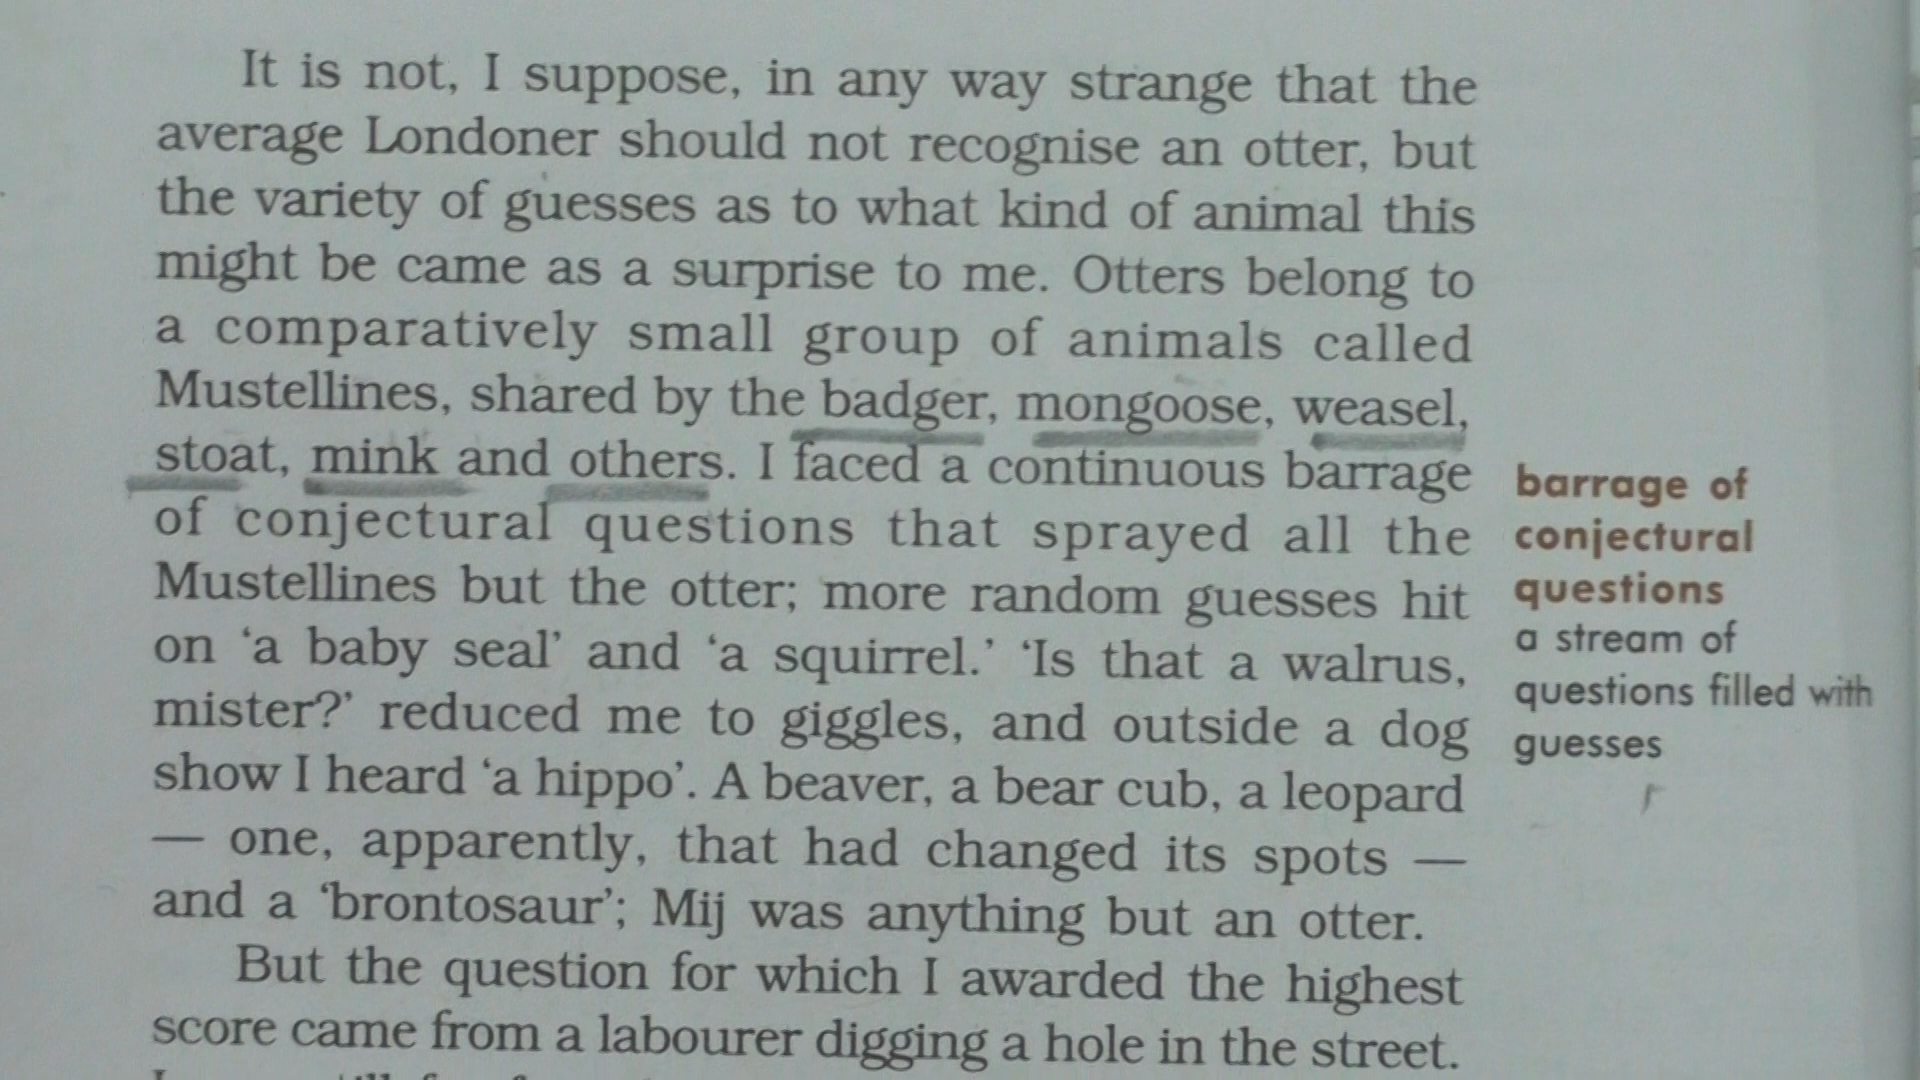 It is not, I suppose, in any way strange that the
average Londoner should not recognise an otter, but
the variety of guesses as to what kind of animal this
might be came as a surprise to me. Otters belong to
a comparatively small group of animals called
Mustellines, shared by the badger, mongoose, weasel,
stoat, mink and others. I faced a continuous barrage
of conjectural questions that sprayed all the
Mustellines but the otter; more random guesses hit
on ‘a baby seal’ and ‘a squirrel.’ ‘Is that a walrus,
mister?’ reduced me to giggles, and outside a dog
show I heard ‘a hippo’. A beaver, a bear cub, a leopard
— one, apparently, that had changed its spots —
and a ‘brontosaur’; Mij was anything but an otter.
But the question for which I awarded the highest
score came from a labourer digging a hole in the street.
barrage of
conjectural
questions
a stream of
questions filled with
guesses